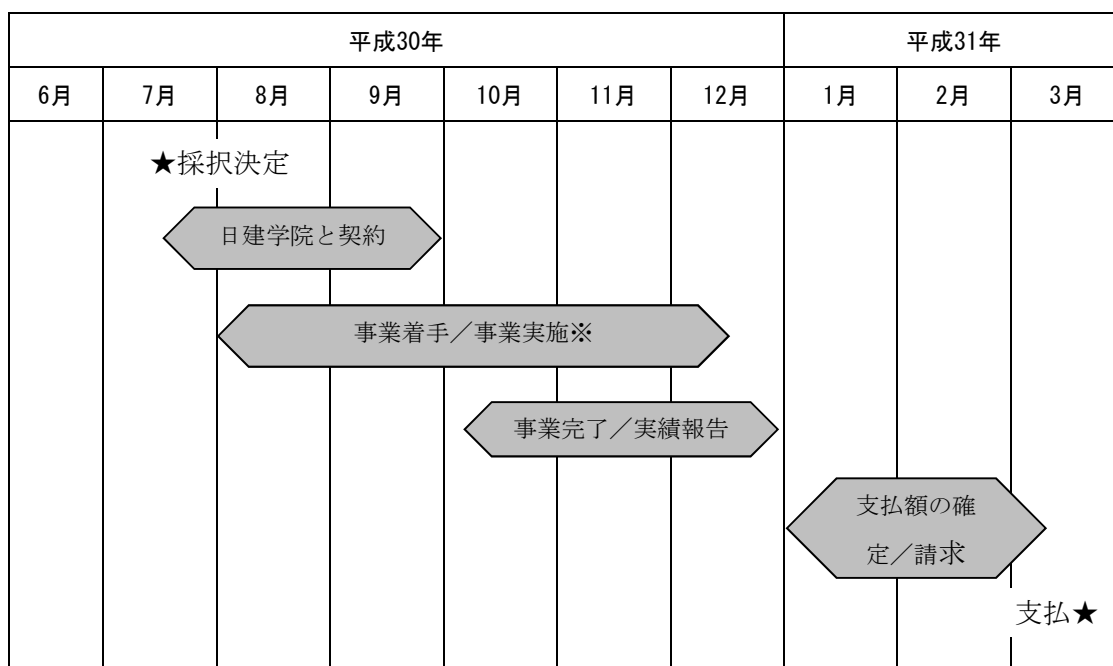 平成30年 平成31年
6月 7月 8月 9月 10月 11月 12月 1月 2月 3月
★採択決定
日建学院と契約
事業着手／事業実施※
事業完了／実績報告
支払額の確
定／請求
支払★